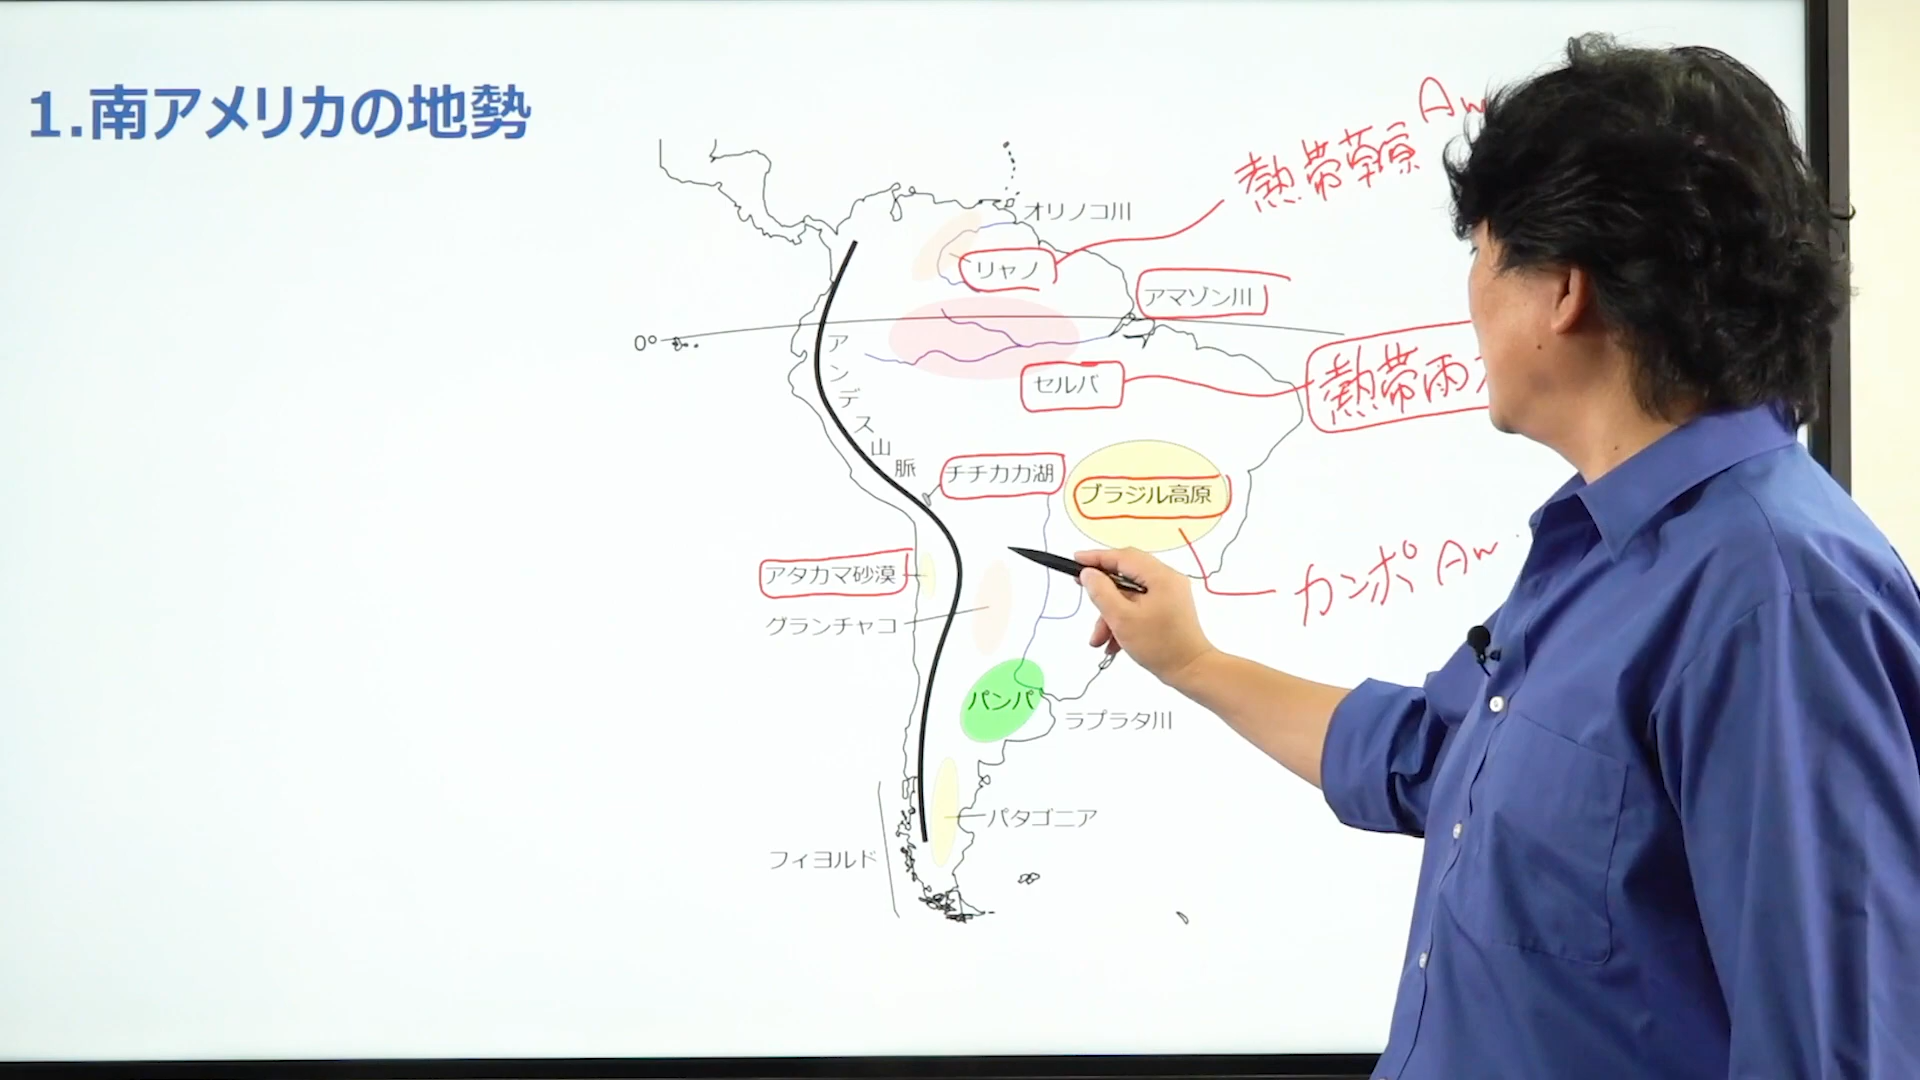 1.南アメリカの地勢
Aw
熱帯草原
オリノコ川
リャノ
アマゾン川
0°
アンデス山脈
セルバ
熱帯雨
チチカカ湖
ブラジル高原
アタカマ砂漠
カンポ Aw
グランチャコ
パンパ
ラプラタ川
パタゴニア
フィヨルド